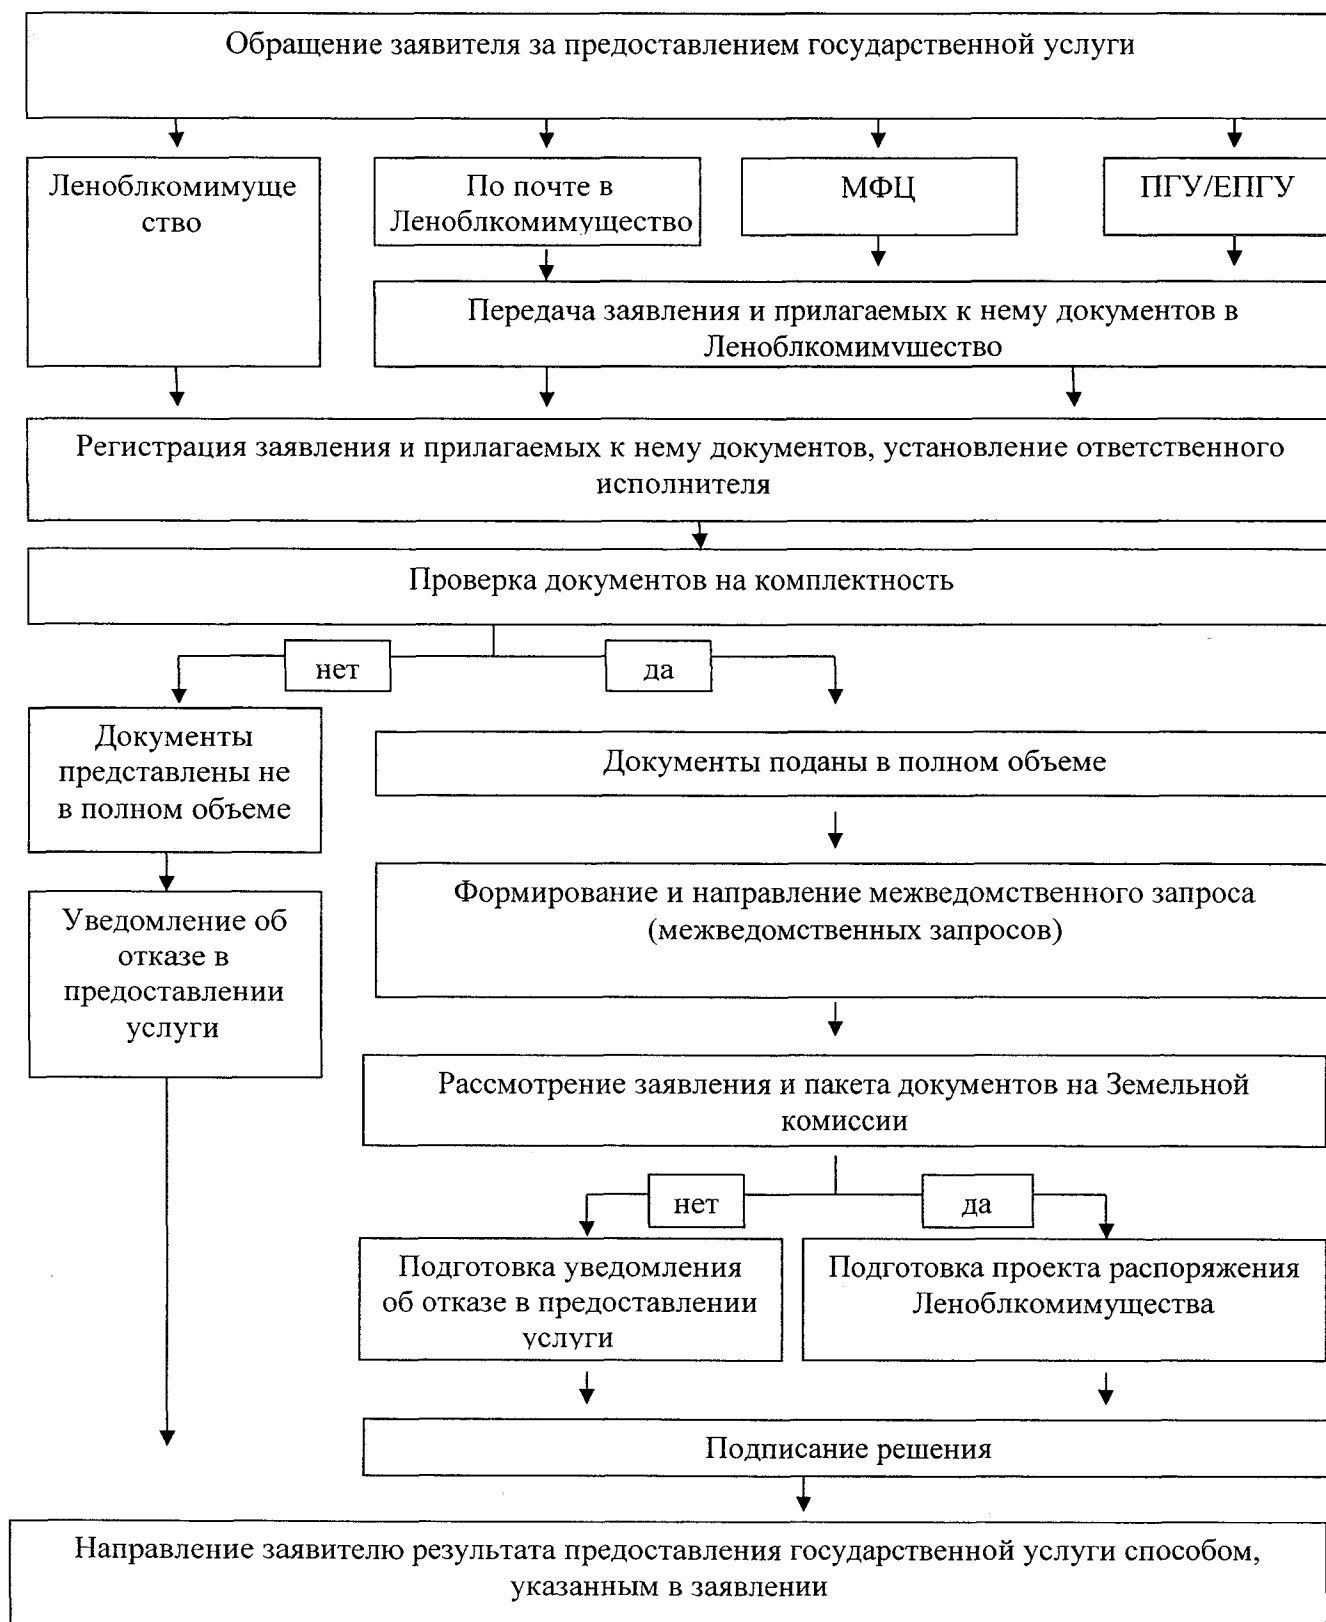 Обращение заявителя за предоставлением государственной услуги
Леноблкомимуще
ство
По почте в
Леноблкомимущество
МФЦ
ПГУ/ЕПГУ
Передача заявления и прилагаемых к нему документов в
Леноблкомимущество
Регистрация заявления и прилагаемых к нему документов, установление ответственного
исполнителя
Проверка документов на комплектность
нет
да
Документы
представлены не
в полном объеме
Документы поданы в полном объеме
Уведомление об
отказе в
предоставлении
услуги
Формирование и направление межведомственного запроса
(межведомственных запросов)
Рассмотрение заявления и пакета документов на Земельной
комиссии
нет
да
Подготовка уведомления
об отказе в предоставлении
услуги
Подготовка проекта распоряжения
Леноблкомимущества
Подписание решения
Направление заявителю результата предоставления государственной услуги способом,
указанным в заявлении